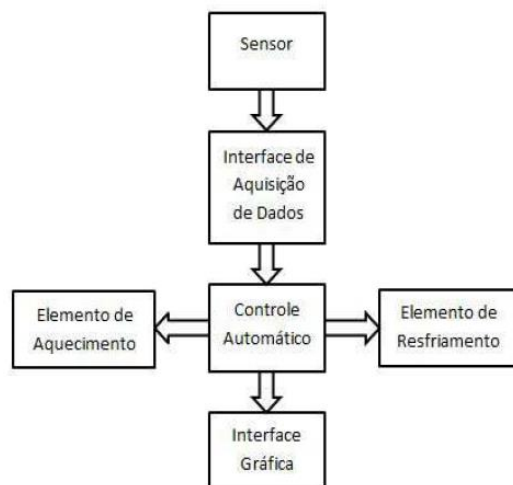 Sensor
Interface de
Aquisição
de Dados
Elemento de
Aquecimento
Controle
Automático
Elemento de
Resfriamento
Interface
Gráfica